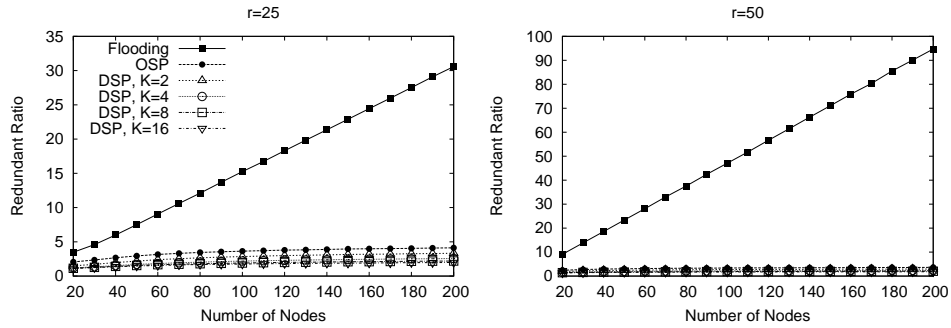 r=25
Redundant Ratio
35
30
25
20
15
10
5
0
Flooding
OSP
DSP, K=2
DSP, K=4
DSP, K=8
DSP, K=16
20 40 60 80 100 120 140 160 180 200
Number of Nodes
r=50
Redundant Ratio
100
90
80
70
60
50
40
30
20
10
0
20 40 60 80 100 120 140 160 180 200
Number of Nodes